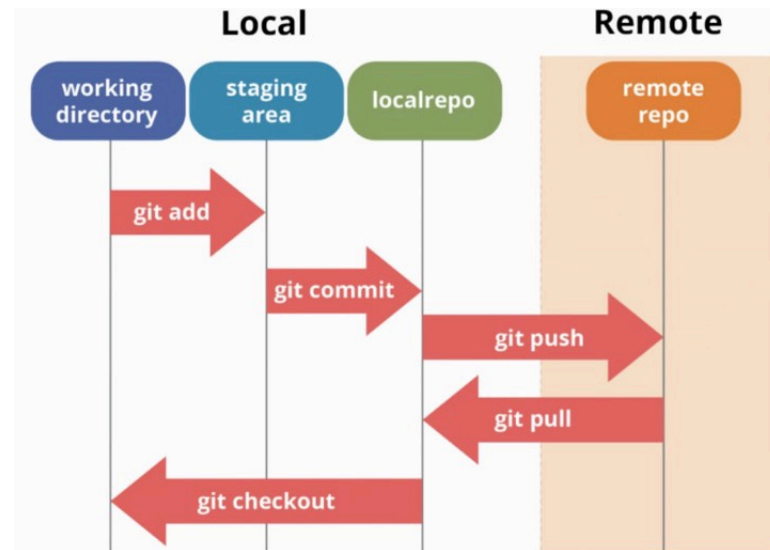 Local
Remote
working
directory
staging
area
localrepo
remote
repo
git add
git commit
git push
git pull
git checkout